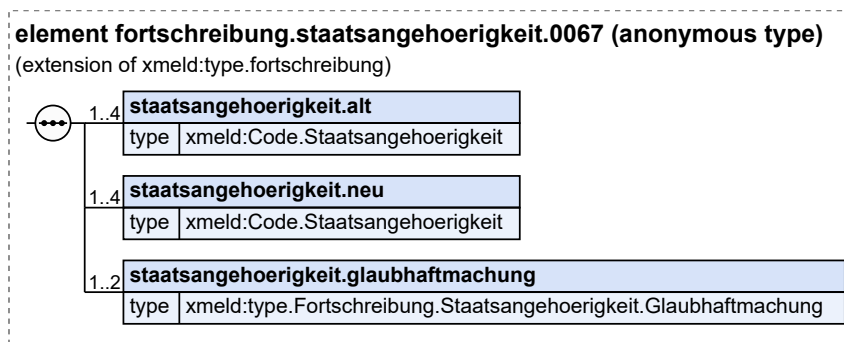 element fortschreibung.staatsangehoerigkeit.0067 (anonymous type)
(extension of xmeld:type.fortschreibung)
1..4 staatsangehoerigkeit.alt
type xmeld:Code.Staatsangehoerigkeit
1..4 staatsangehoerigkeit.neu
type xmeld:Code.Staatsangehoerigkeit
1..2 staatsangehoerigkeit.glaubhaftmachung
type xmeld:type.Fortschreibung.Staatsangehoerigkeit.Glaubhaftmachung